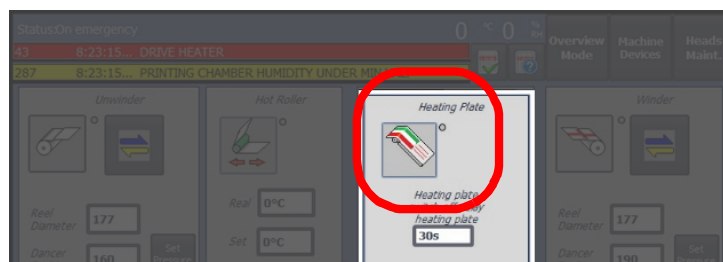 Status:On emergency
0 °C 0 % RH
Overview Mode
Machine Devices
Heads Maint.
43 8:23:15... DRIVE HEATER
287 8:23:15... PRINTING CHAMBER HUMIDITY UNDER
Unwinder
Hot Roller
Heating Plate
Winder
Reel Diameter 177
Real 0°C
Heating plate
heating plate
30s
Reel Diameter 177
Dancer 160
Set
Set 0°C
Dancer 190
Set